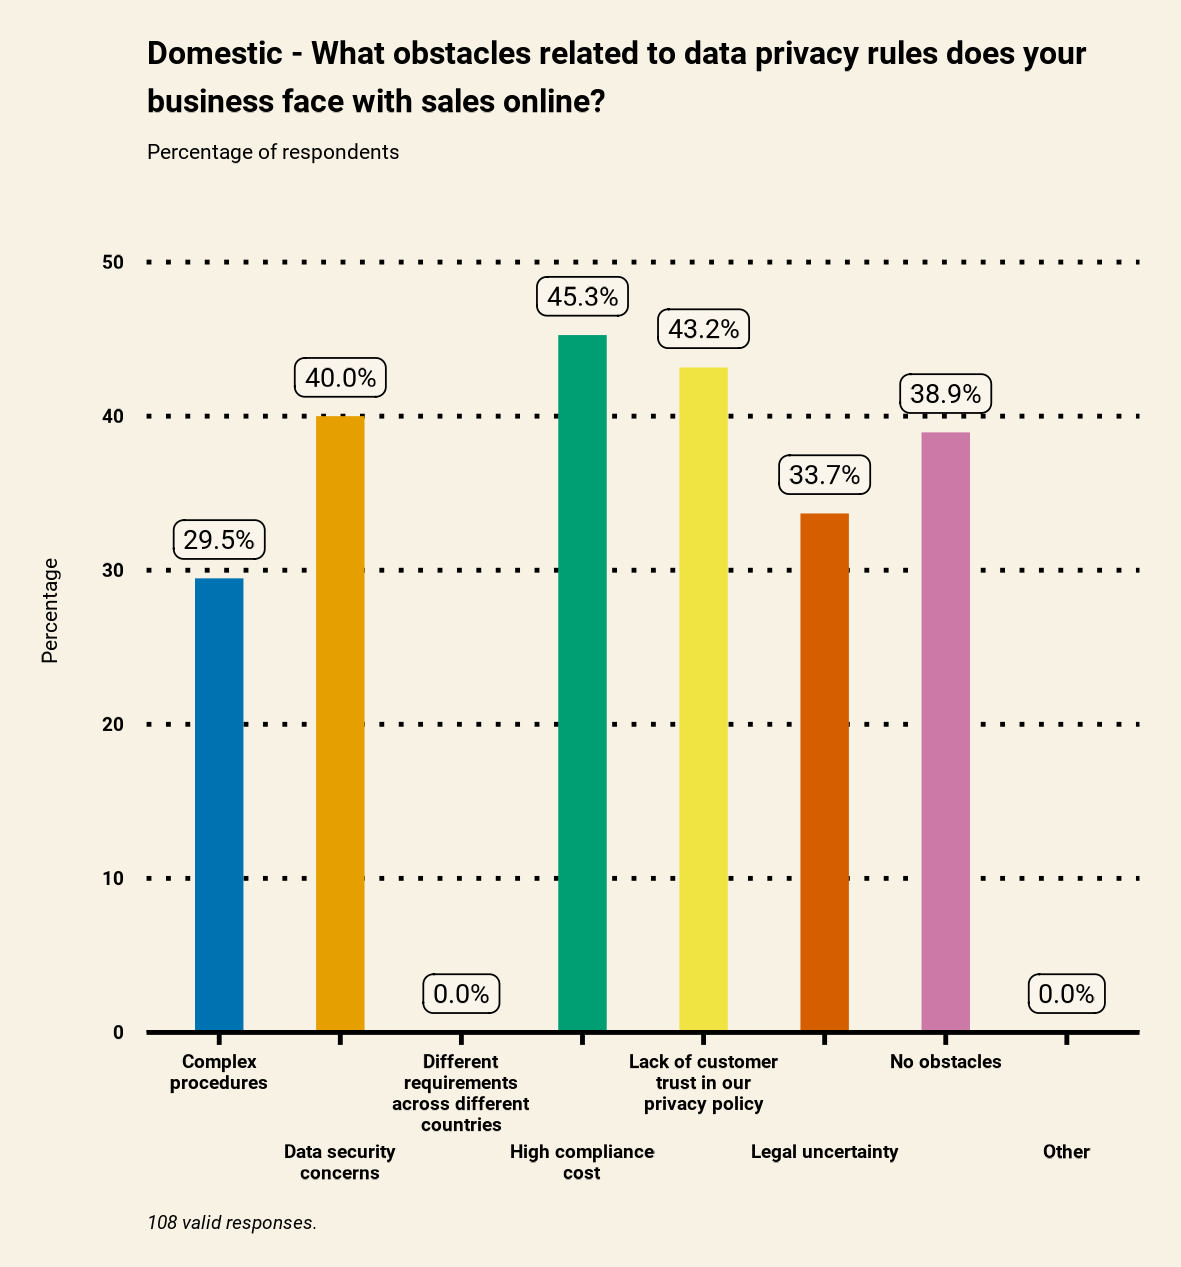 Domestic - What obstacles related to data privacy rules does your
business face with sales online?
Percentage of respondents
50
45.3%
43.2%
40.0%
38.9%
40
33.7%
29.5%
30
Percentage
20
10
0.0%
0.0%
0
Complex
procedures
Different
requirements
across different
countries
Lack of customer
trust in our
privacy policy
No obstacles
Data security
concerns
High compliance
cost
Legal uncertainty
Other
108 valid responses.